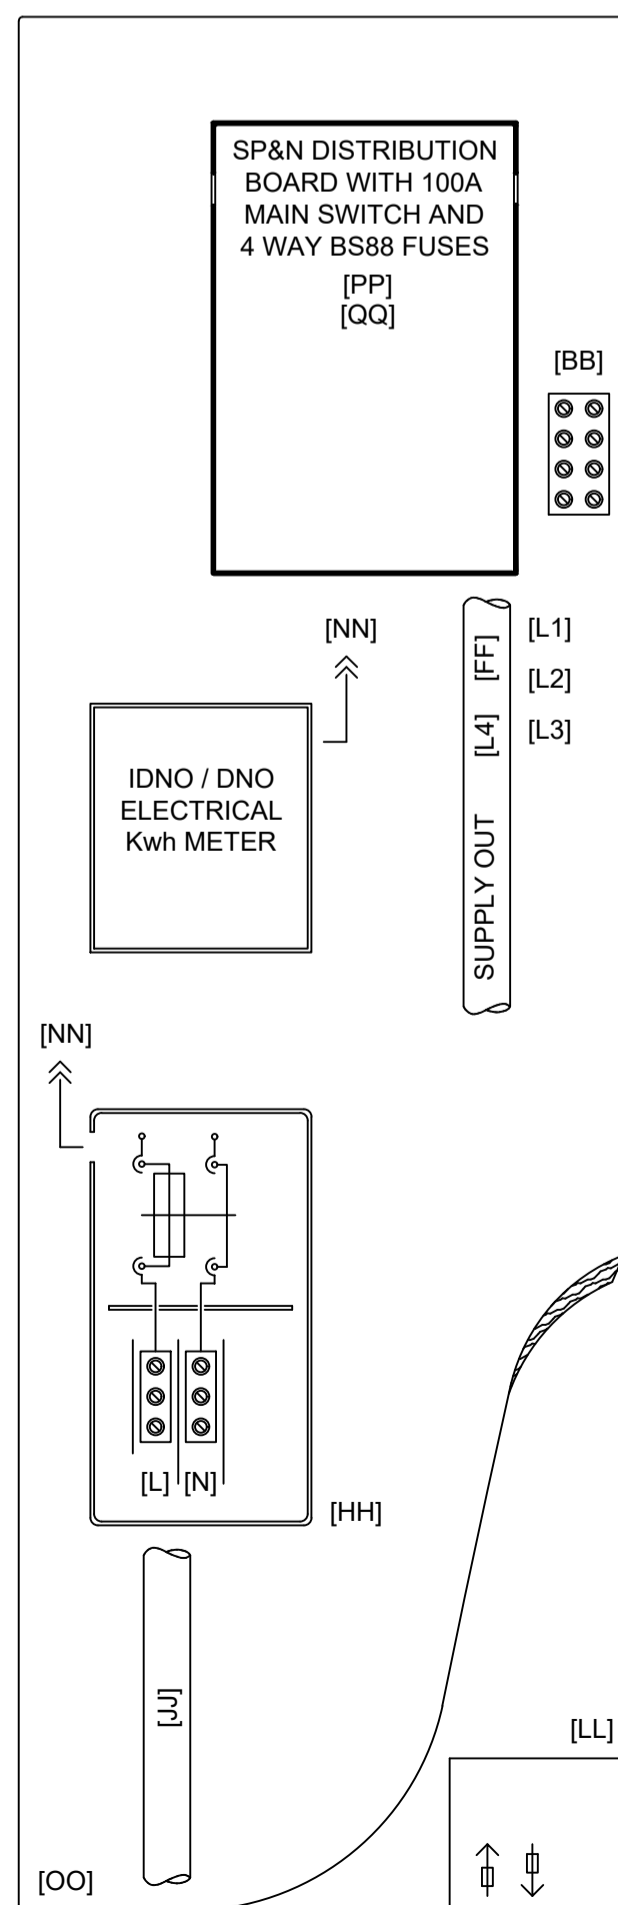 SP&N DISTRIBUTION
BOARD WITH 100A
MAIN SWITCH AND
4 WAY BS88 FUSES
[PP]
[QQ]
[BB]
[NN]
[FF]
[L4]
SUPPLY OUT
[L1]
[L2]
[L3]
IDNO / DNO
ELECTRICAL
Kwh METER
[NN]
[L] [N]
[HH]
[JJ]
[LL]
[OO]